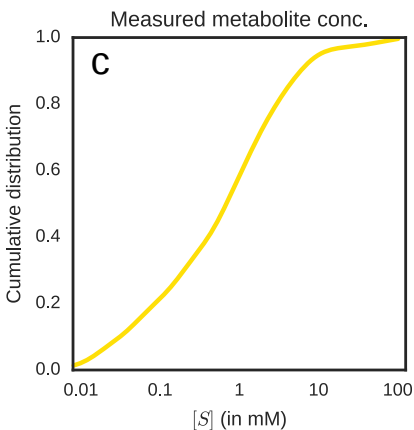 Measured metabolite conc.
C
Cumulative distribution
1.0
0.8
0.6
0.4
0.2
0.0
0.01 0.1 1 10 100
[S] (in mM)